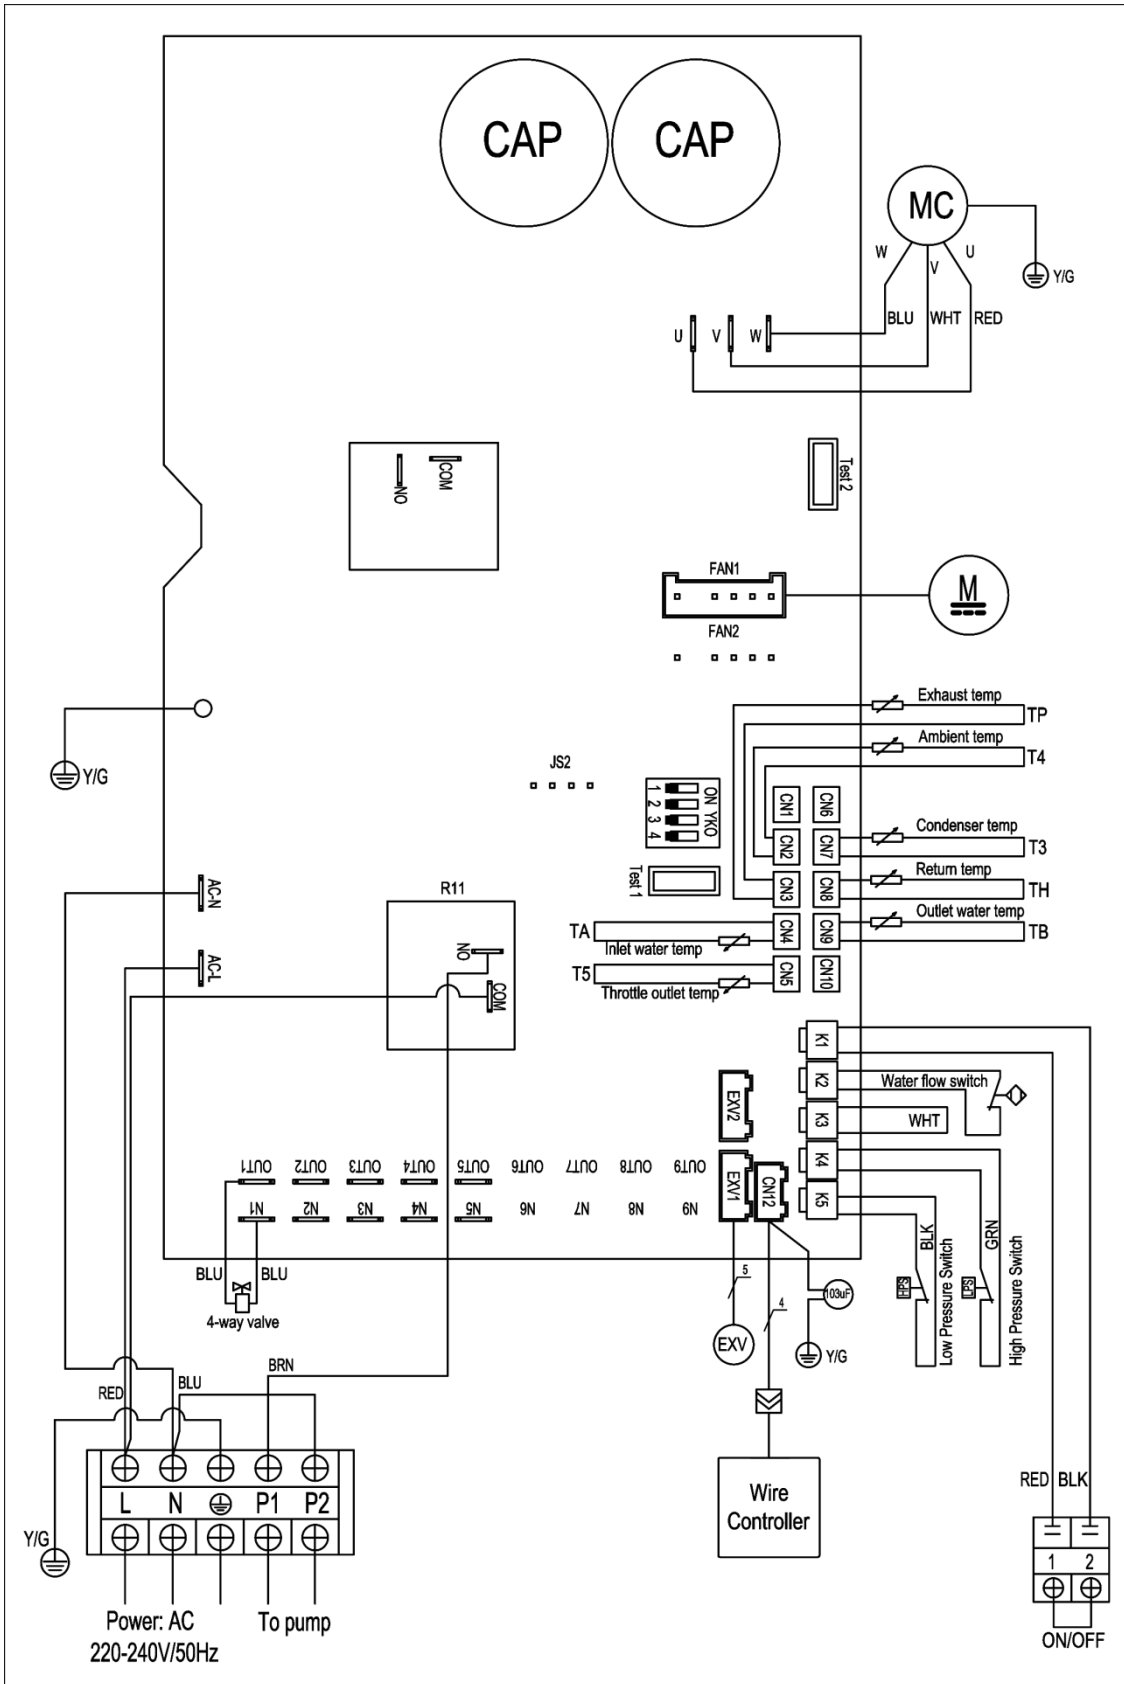 CAP
CAP
MC
W
V
U
Y/G
BLU
WHT
RED
U
V
W
NO
COM
Test 2
FAN1
M
FAN2
Exhaust temp
TP
Ambient temp
T4
Y/G
JS2
1
2
3
4
ON YKO
CN1
CN6
CN2
CN7
Condenser temp
T3
Test 1
CN3
CN8
Return temp
TH
AC-N
R11
Outlet water temp
TA
CN4
CN9
TB
Inlet water temp
AC-L
NO
COM
T5
CN5
CN10
Throttle outlet temp
K1
K2
Water flow switch
EXV2
K3
WHT
K4
OUT1
OUT2
OUT3
OUT4
OUT5
OUT6
OUT7
OUT8
OUT9
EXV1
CN12
K5
N1
N2
N3
N4
N5
N6
N7
N8
N9
BLK
GRN
BLU
BLU
4-way valve
5
4
103uF
HPS
LPS
Low Pressure Switch
High Pressure Switch
EXV
Y/G
BRN
RED
BLU
L
N
P1
P2
Y/G
Wire
Controller
RED
BLK
1
2
ON/OFF
Power: AC
220-240V/50Hz
To pump